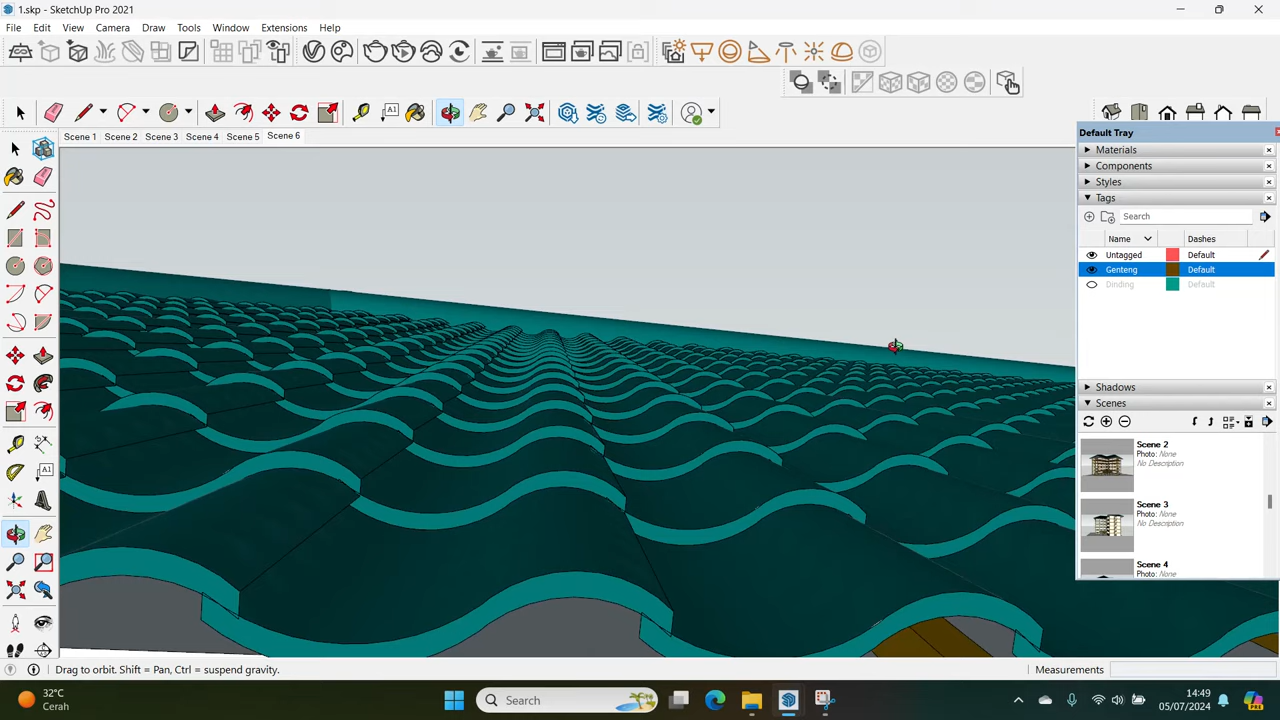 1.skp - SketchUp Pro 2021
File Edit View Camera Draw Tools Window Extensions Help
A1
Scene 1 Scene 2 Scene 3 Scene 4 Scene 5 Scene 6
Default Tray
Materials
Components
Styles
Tags
Search
Name Dashes
Untagged Default
Genteng Default
Dinding Default
Shadows
Scenes
Scene 2
Photo: None
No Description
Scene 3
Photo: None
No Description
Scene 4
Photo: None
A1
Drag to orbit. Shift = Pan, Ctrl = suspend gravity.
Measurements
32°C
Cerah
Search
14:49
05/07/2024
PRE